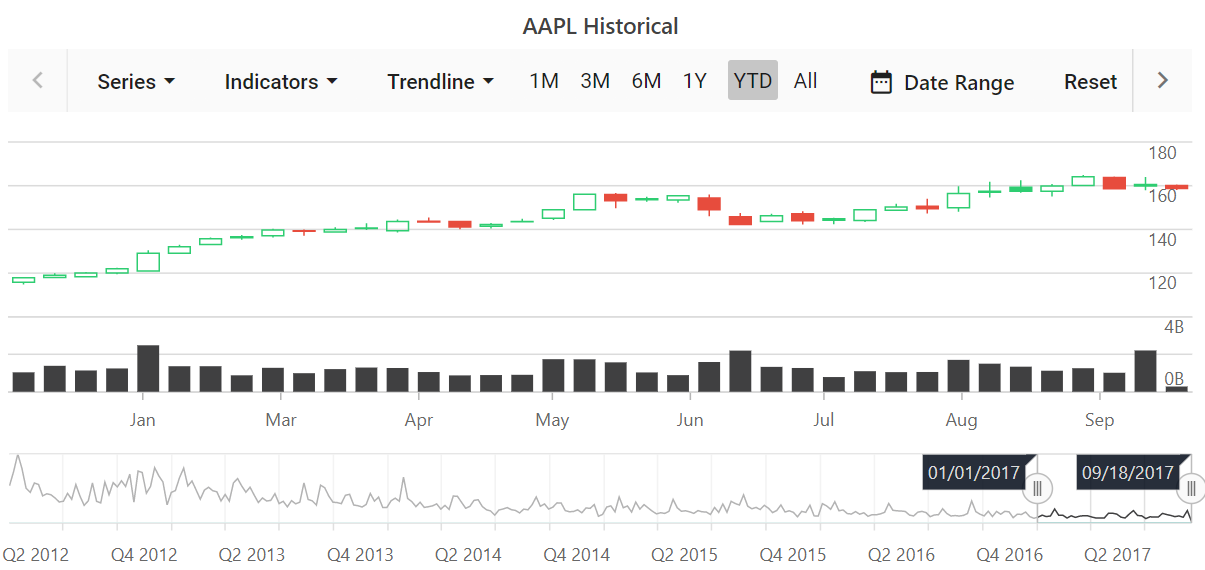 AAPL Historical
Series Indicators Trendline 1M 3M 6M 1Y YTD All Date Range Reset
180
160
140
120
4B
0B
Jan Mar Apr May Jun Jul Aug Sep
01/01/2017 09/18/2017
Q2 2012 Q4 2012 Q2 2013 Q4 2013 Q2 2014 Q4 2014 Q2 2015 Q4 2015 Q2 2016 Q4 2016 Q2 2017